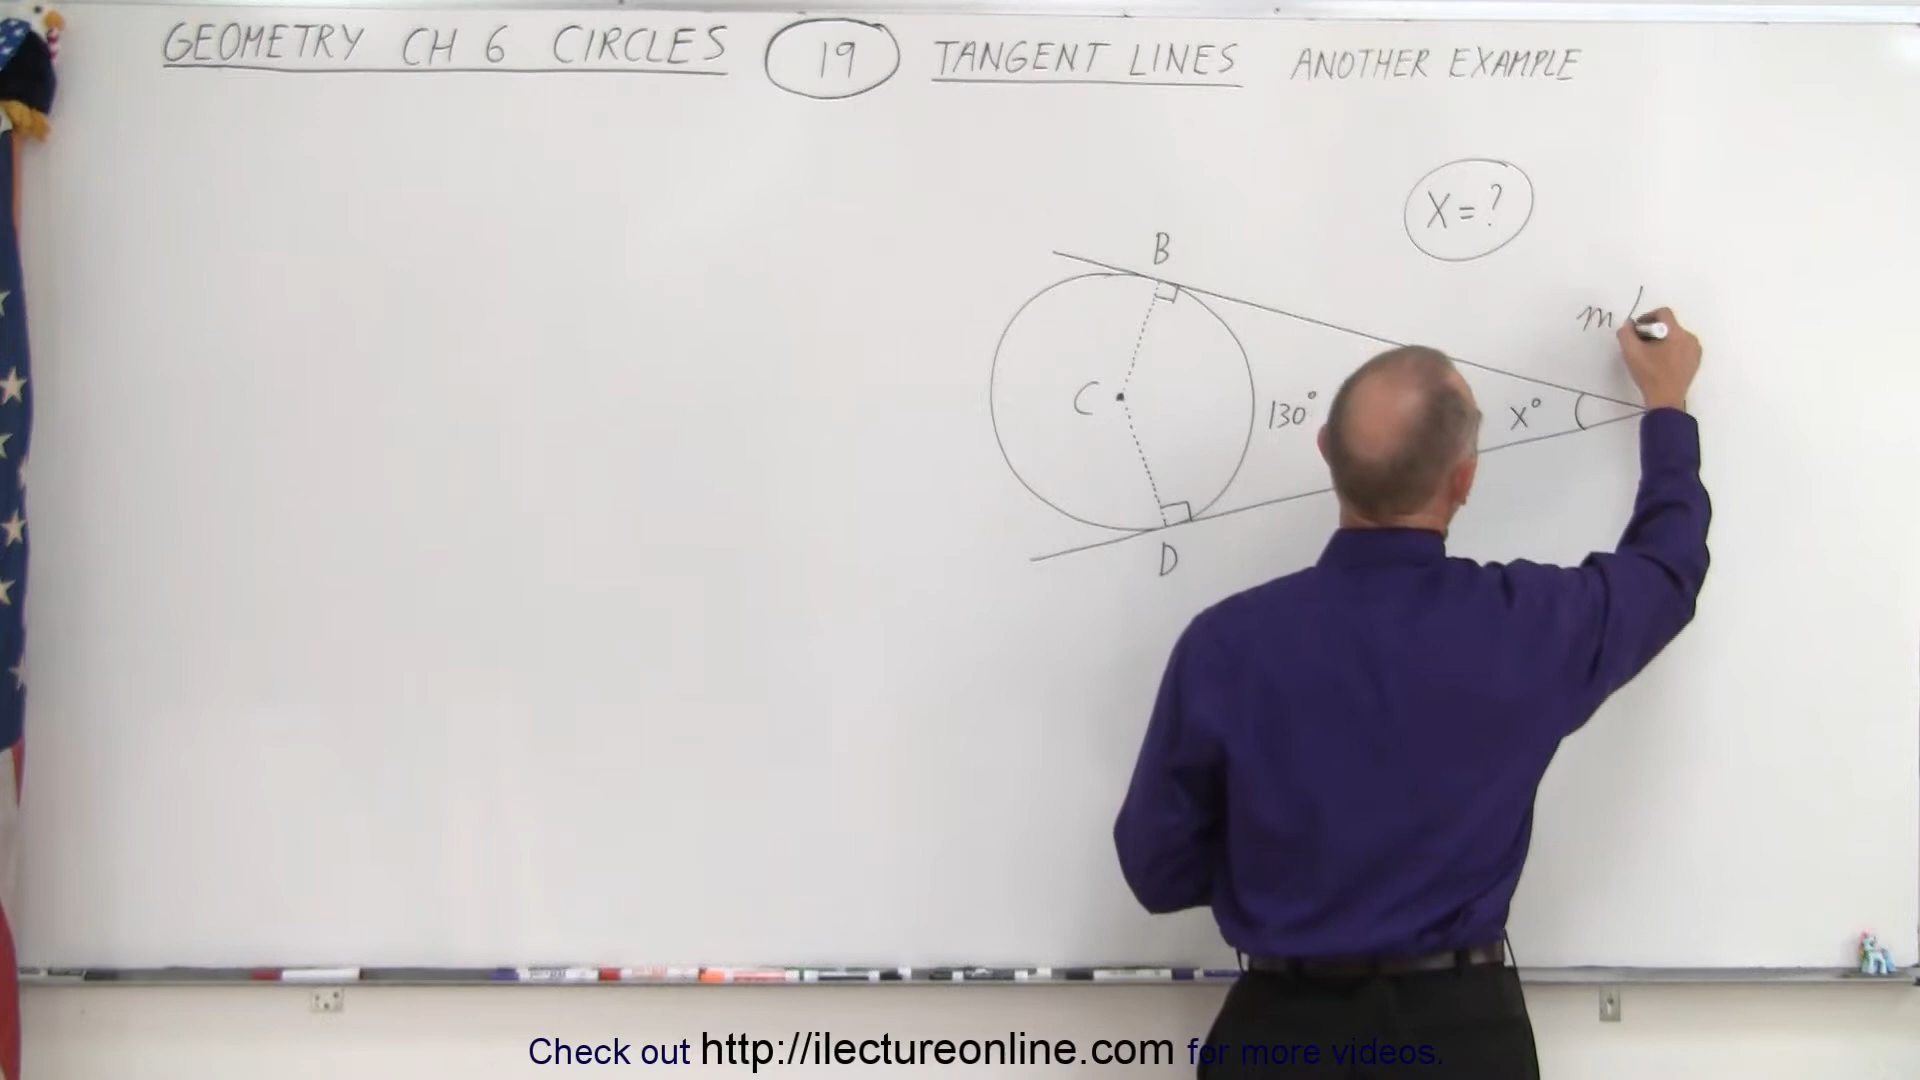 GEOMETRY CH 6 CIRCLES 19 TANGENT LINES ANOTHER EXAMPLE
X = ?
B
m∠
C
130°
X°
D
Check out http://ilectureonline.com for more videos.